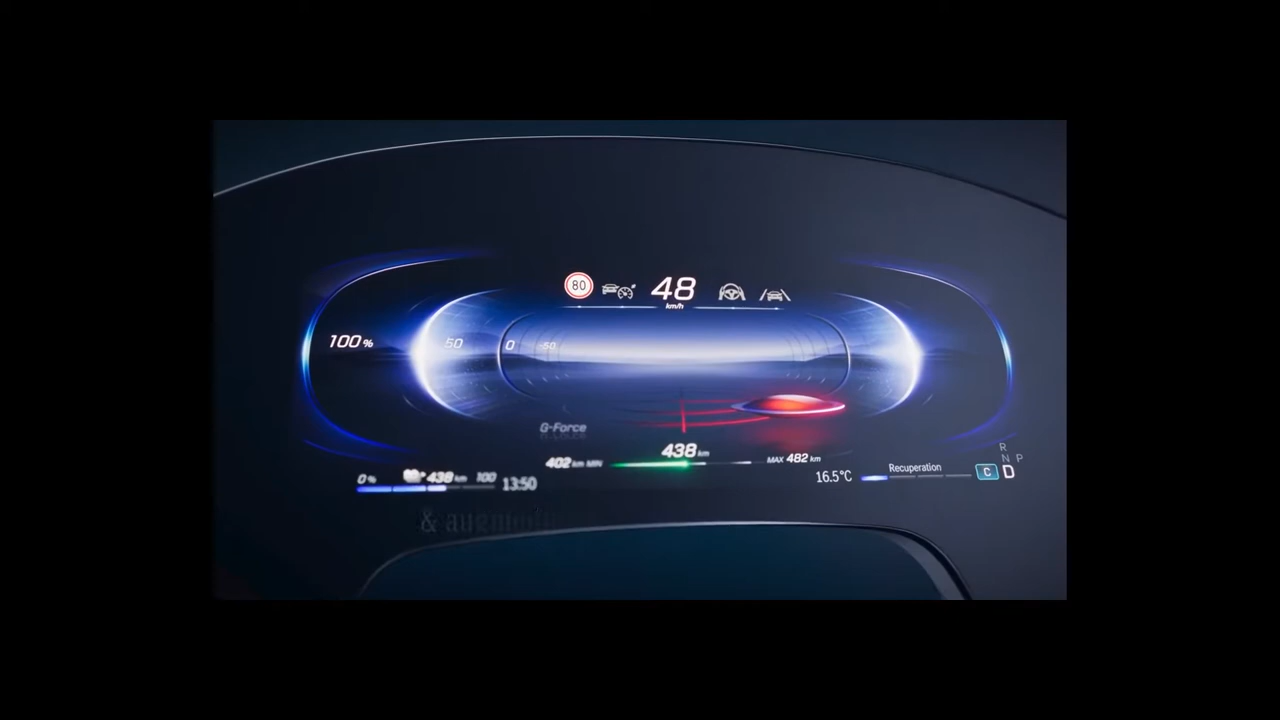 80 48
km/h
100 % 50 0 -50
G-Force
438 km
402 km MIN MAX 482 km
0 % 438 km 100 13:50
16.5°C Recuperation C
R
N P
D
&